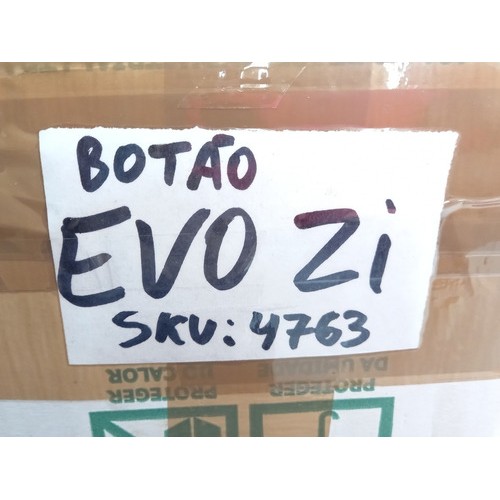 BOTÃO
EVO Zi
SKU: 4763
PROTEGER
DO CALOR
PROTEGER
DA UMIDADE